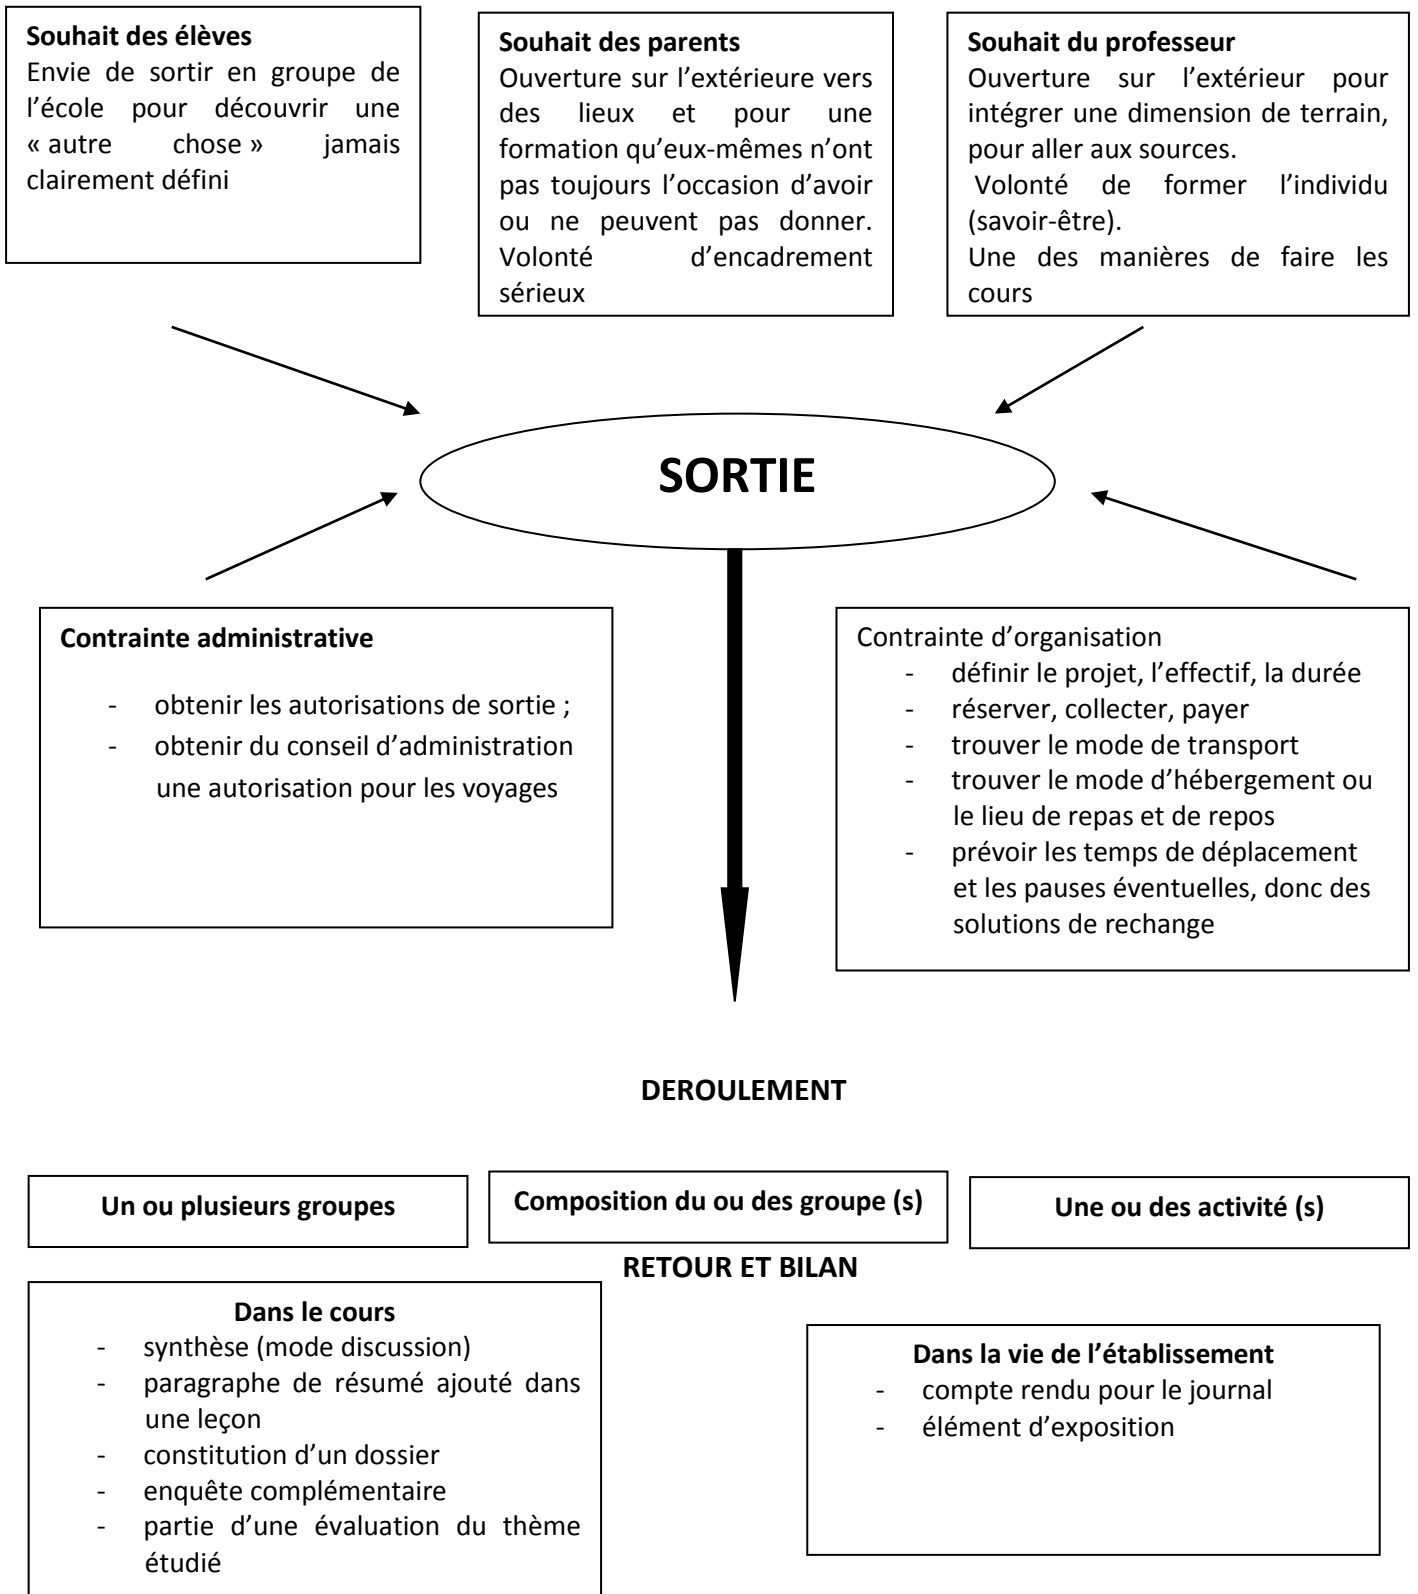 Souhait des élèves
Envie de sortir en groupe de
l’école pour découvrir une
« autre chose » jamais
clairement défini
Souhait des parents
Ouverture sur l’extérieure vers
des lieux et pour une
formation qu’eux-mêmes n’ont
pas toujours l’occasion d’avoir
ou ne peuvent pas donner.
Volonté d’encadrement
sérieux
Souhait du professeur
Ouverture sur l’extérieur pour
intégrer une dimension de terrain,
pour aller aux sources.
Volonté de former l’individu
(savoir-être).
Une des manières de faire les
cours
SORTIE
Contrainte administrative
- obtenir les autorisations de sortie ;
- obtenir du conseil d’administration
une autorisation pour les voyages
Contrainte d’organisation
- définir le projet, l’effectif, la durée
- réserver, collecter, payer
- trouver le mode de transport
- trouver le mode d’hébergement ou
le lieu de repas et de repos
- prévoir les temps de déplacement
et les pauses éventuelles, donc des
solutions de rechange
DEROULEMENT
Un ou plusieurs groupes
Composition du ou des groupe (s)
Une ou des activité (s)
RETOUR ET BILAN
Dans le cours
- synthèse (mode discussion)
- paragraphe de résumé ajouté dans
une leçon
- constitution d’un dossier
- enquête complémentaire
- partie d’une évaluation du thème
étudié
Dans la vie de l’établissement
- compte rendu pour le journal
- élément d’exposition